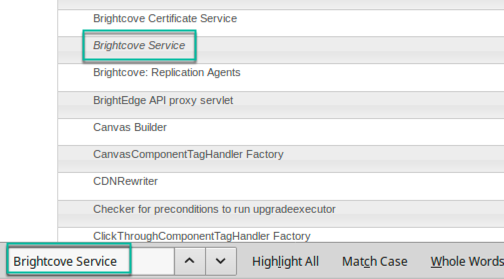 Brightcove Certificate Service
Brightcove Service
Brightcove: Replication Agents
BrightEdge API proxy servlet
Canvas Builder
CanvasComponentTagHandler Factory
CDNRewriter
Checker for preconditions to run upgradeexecutor
ClickThroughComponentTagHandler Factory
Brightcove Service Highlight All Match Case Whole Words